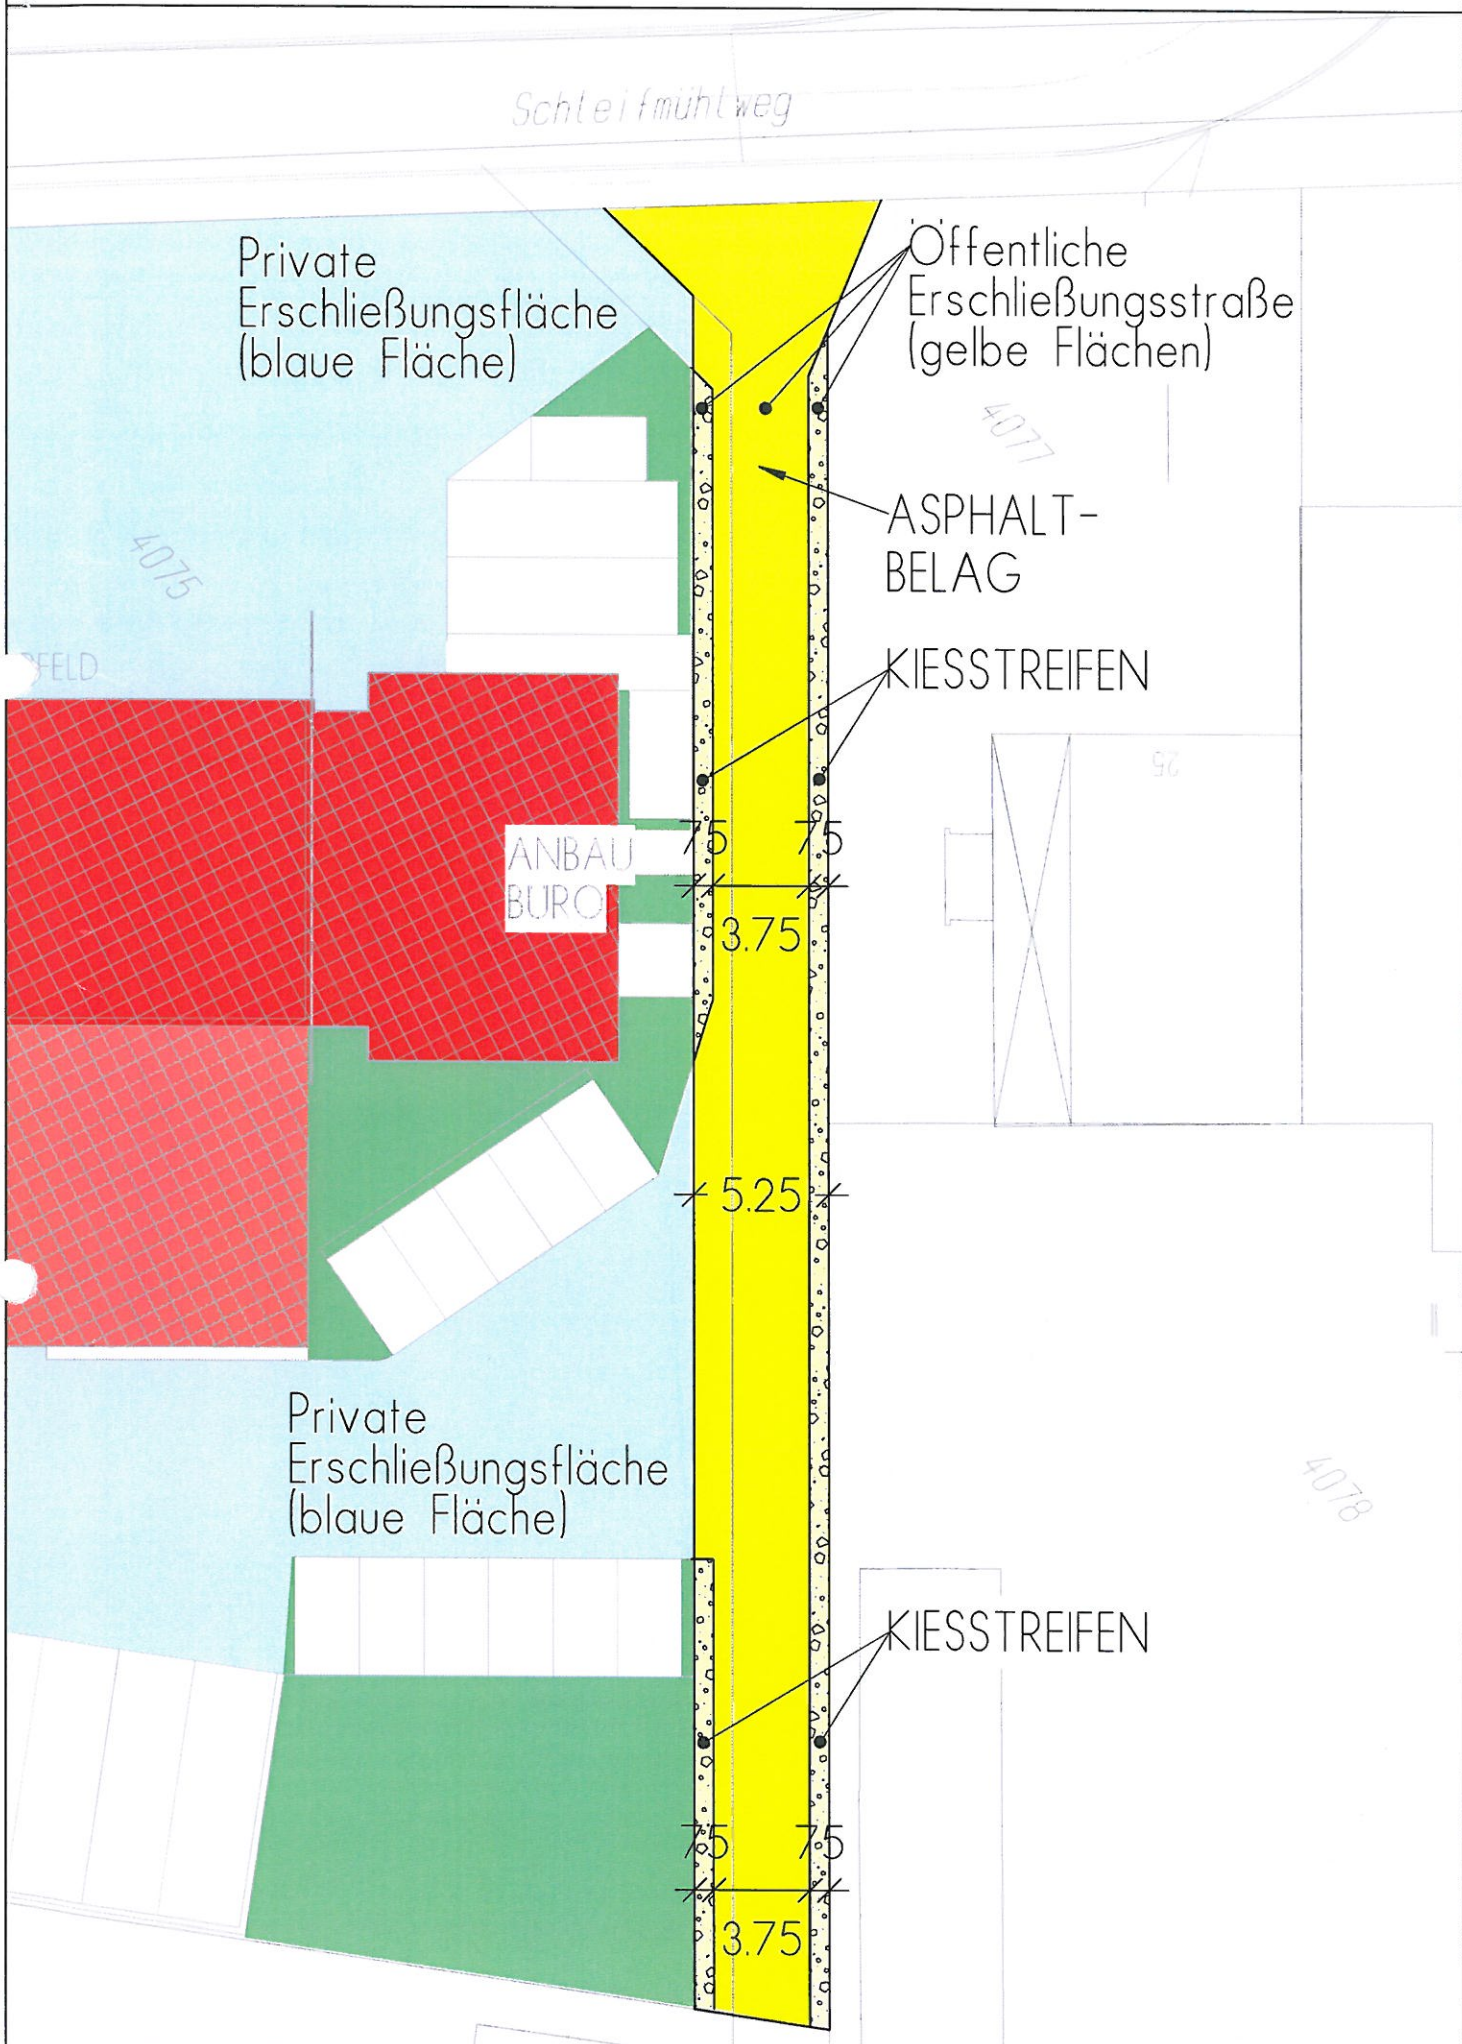 Schleifmühlweg
Private
Erschließungsfläche
(blaue Fläche)
Öffentliche
Erschließungsstraße
(gelbe Flächen)
4077
ASPHALT-
BELAG
4075
KIESSTREIFEN
25
75 75
ANBAU
BÜRO
3.75
5.25
Private
Erschließungsfläche
(blaue Fläche)
4078
KIESSTREIFEN
75 75
3.75